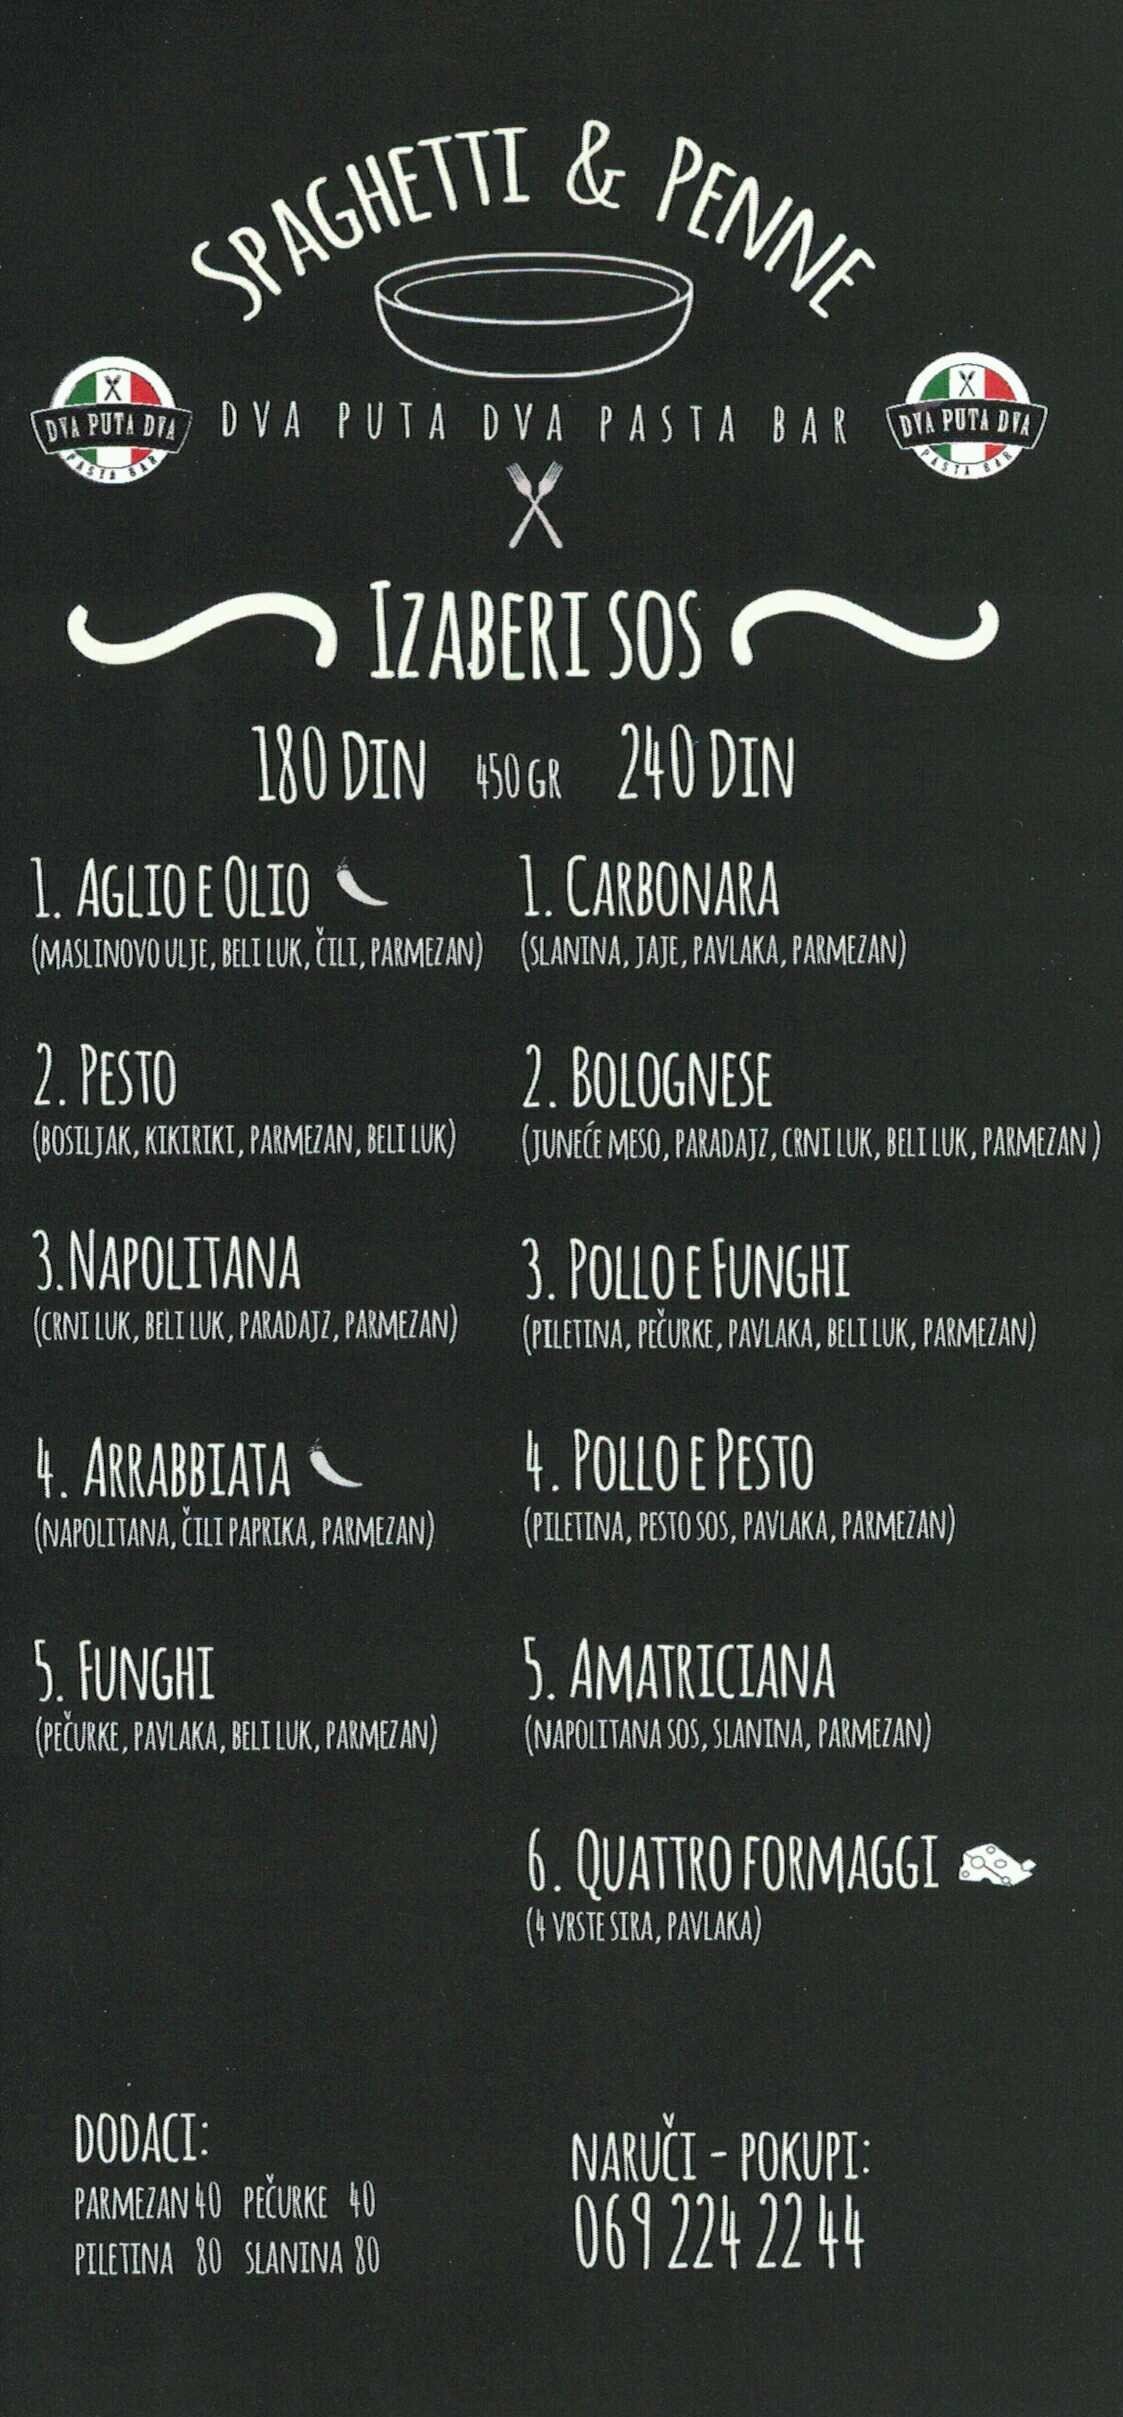 SPAGHETTI & PENNE
DVA PUTA DVA
PASTA BAR
DVA PUTA DVA PASTA BAR
DVA PUTA DVA
PASTA BAR
IZABERI SOS
180 DIN 450 GR 240 DIN
1. AGLIO E OLIO
(MASLINOVO ULJE, BELI LUK, ČILI, PARMEZAN)
2. PESTO
(BOSILJAK, KIKIRIKI, PARMEZAN, BELI LUK)
3.NAPOLITANA
(CRNI LUK, BELI LUK, PARADAJZ, PARMEZAN)
4. ARRABBIATA
(NAPOLITANA, ČILI PAPRIKA, PARMEZAN)
5. FUNGHI
(PEČURKE, PAVLAKA, BELI LUK, PARMEZAN)
1. CARBONARA
(SLANINA, JAJE, PAVLAKA, PARMEZAN)
2. BOLOGNESE
(JUNEĆE MESO, PARADAJZ, CRNI LUK, BELI LUK, PARMEZAN )
3. POLLO E FUNGHI
(PILETINA, PEČURKE, PAVLAKA, BELI LUK, PARMEZAN)
4. POLLO E PESTO
(PILETINA, PESTO SOS, PAVLAKA, PARMEZAN)
5. AMATRICIANA
(NAPOLITANA SOS, SLANINA, PARMEZAN)
6. QUATTRO FORMAGGI
(4 VRSTE SIRA, PAVLAKA)
DODACI:
PARMEZAN 40 PEČURKE 40
PILETINA 80 SLANINA 80
NARUČI - POKUPI:
069 224 22 44